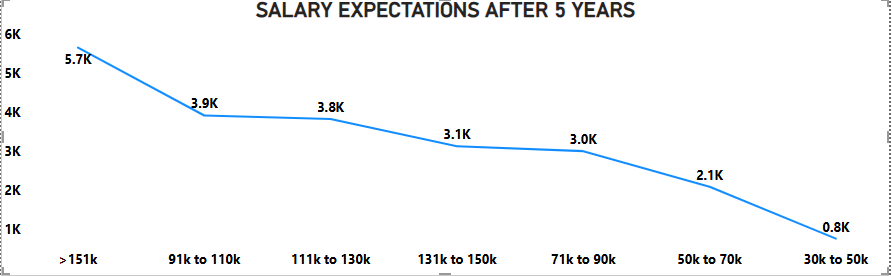 SALARY EXPECTATIONS AFTER 5 YEARS
6K
5.7K
5K
4K
3.9K
3.8K
3.1K
3K
3.0K
2K
2.1K
1K
0.8K
>151k 91k to 110k 111k to 130k 131k to 150k 71k to 90k 50k to 70k 30k to 50k